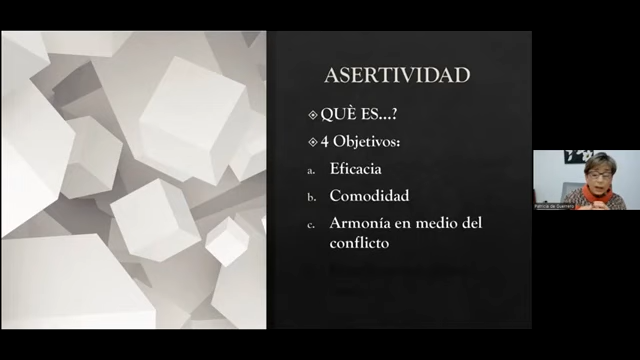 ASERTIVIDAD
QUÈ ES...?
4 Objetivos:
a. Eficacia
b. Comodidad
c. Armonía en medio del
conflicto
Patricia de Guerrero